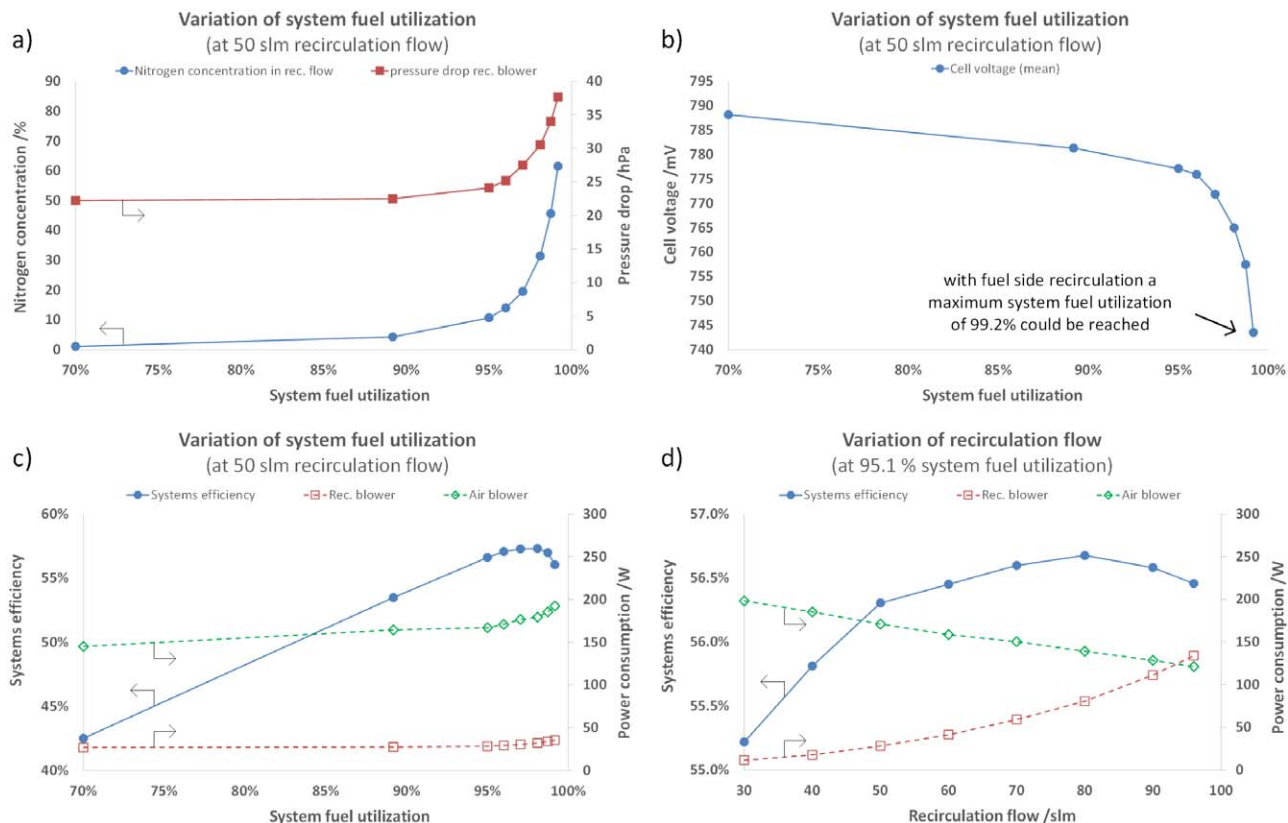 a)
Variation of system fuel utilization
(at 50 slm recirculation flow)
Nitrogen concentration in rec. flow
pressure drop rec. blower
Nitrogen concentration /%
90
80
70
60
50
40
30
20
10
0
Pressure drop /hPa
40
35
30
25
20
15
10
5
0
70% 75% 80% 85% 90% 95% 100%
System fuel utilization
b)
Variation of system fuel utilization
(at 50 slm recirculation flow)
Cell voltage (mean)
Cell voltage /mV
795
790
785
780
775
770
765
760
755
750
745
740
with fuel side recirculation a
maximum system fuel utilization
of 99.2% could be reached
70% 75% 80% 85% 90% 95% 100%
System fuel utilization
c)
Variation of system fuel utilization
(at 50 slm recirculation flow)
Systems efficiency
Rec. blower
Air blower
Systems efficiency
60%
55%
50%
45%
40%
Power consumption /W
300
250
200
150
100
50
0
70% 75% 80% 85% 90% 95% 100%
System fuel utilization
d)
Variation of recirculation flow
(at 95.1 % system fuel utilization)
Systems efficiency
Rec. blower
Air blower
Systems efficiency
57.0%
56.5%
56.0%
55.5%
55.0%
Power consumption /W
300
250
200
150
100
50
0
30 40 50 60 70 80 90 100
Recirculation flow /slm